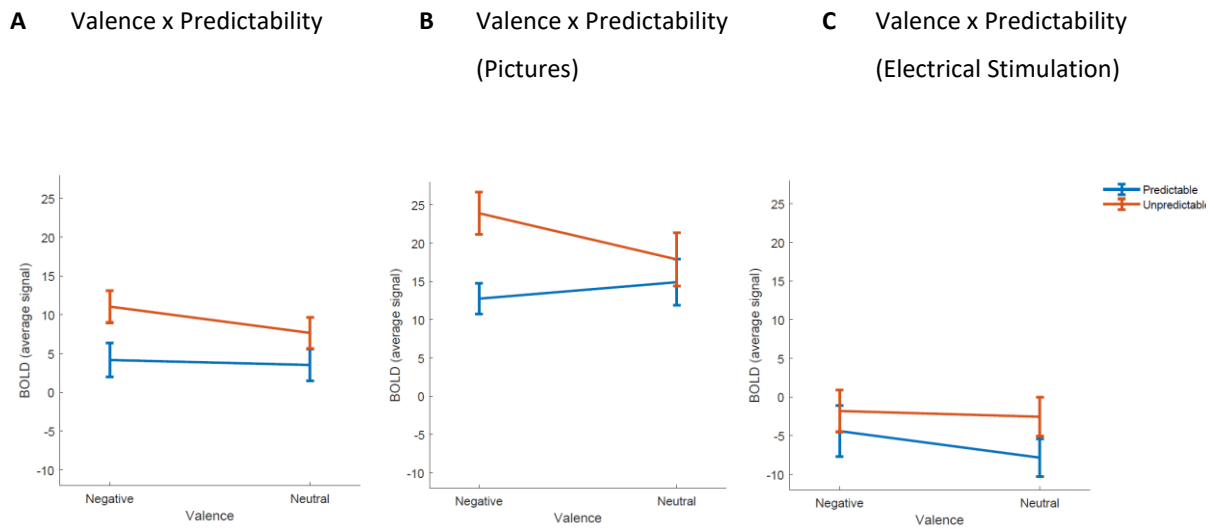 A Valence x Predictability
B Valence x Predictability
(Pictures)
C Valence x Predictability
(Electrical Stimulation)
25
20
15
10
5
0
-5
-10
BOLD (average signal)
Negative
Neutral
Valence
25
20
15
10
5
0
-5
-10
BOLD (average signal)
Negative
Neutral
Valence
25
20
15
10
5
0
-5
-10
BOLD (average signal)
Negative
Neutral
Valence
Predictable
Unpredictable